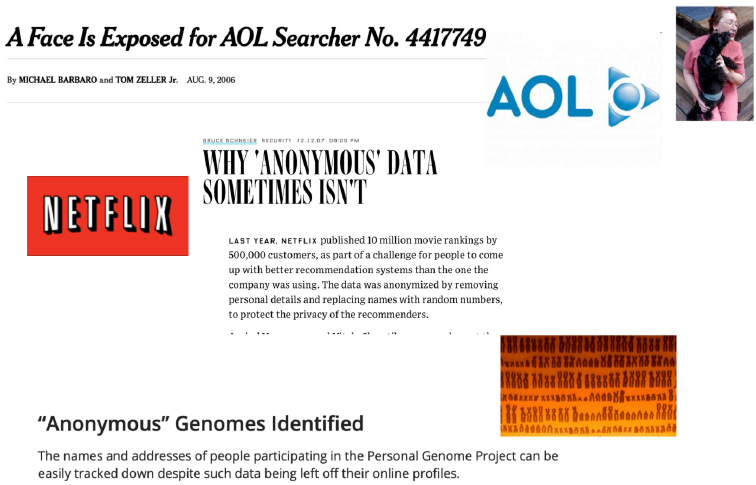 A Face Is Exposed for AOL Searcher No. 4417749
By MICHAEL BARBARO and TOM ZELLER Jr. AUG. 9, 2006
AOL
BRUCE SCHNEIER SECURITY 12.12.07 09:00 PM
WHY 'ANONYMOUS' DATA
SOMETIMES ISN'T
NETFLIX
LAST YEAR, NETFLIX published 10 million movie rankings by
500,000 customers, as part of a challenge for people to come
up with better recommendation systems than the one the
company was using. The data was anonymized by removing
personal details and replacing names with random numbers,
to protect the privacy of the recommenders.
“Anonymous” Genomes Identified
The names and addresses of people participating in the Personal Genome Project can be
easily tracked down despite such data being left off their online profiles.